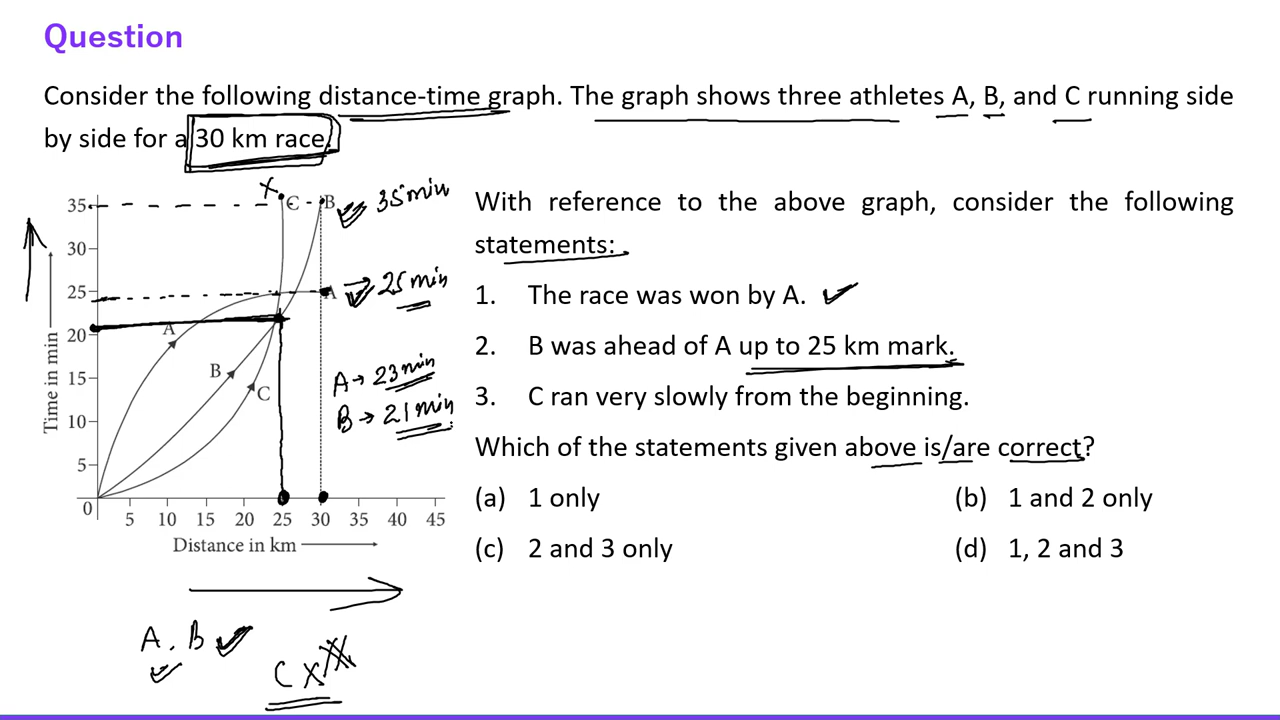 Question
Consider the following distance-time graph. The graph shows three athletes A, B, and C running side
by side for a 30 km race.
With reference to the above graph, consider the following
statements:
1. The race was won by A.
2. B was ahead of A up to 25 km mark.
3. C ran very slowly from the beginning.
Which of the statements given above is/are correct?
(a) 1 only
(b) 1 and 2 only
(c) 2 and 3 only
(d) 1, 2 and 3
Time in min
35
30
25
20
15
10
5
0
5 10 15 20 25 30 35 40 45
Distance in km
X
C
B
A
A
B
C
35 min
25 min
A → 23 min
B → 21 min
A, B
C X